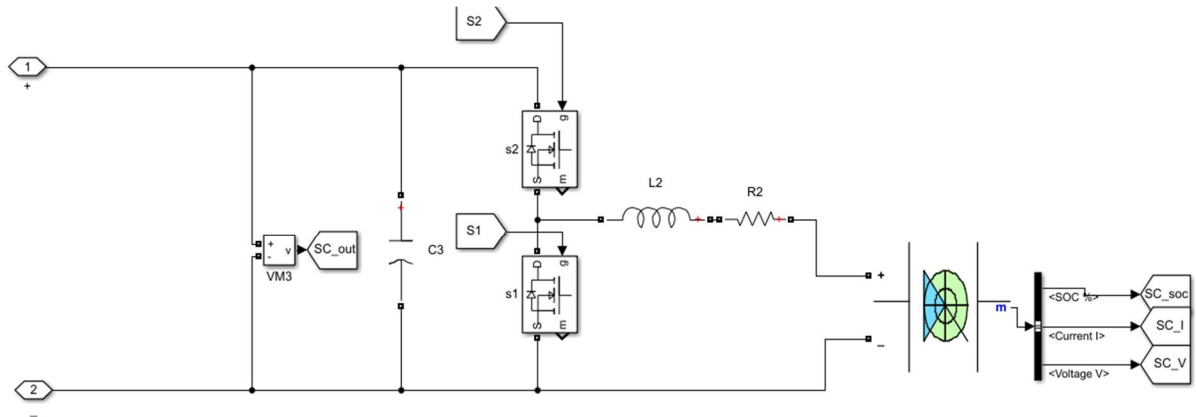 S2
1
+
D
g
s2
S
m
L2
R2
S1
+
-
v
SC_out
VM3
+
C3
D
g
s1
S
m
+
+
+
–
m
<SOC %>
SC_soc
<Current I>
SC_I
<Voltage V>
SC_V
2
–